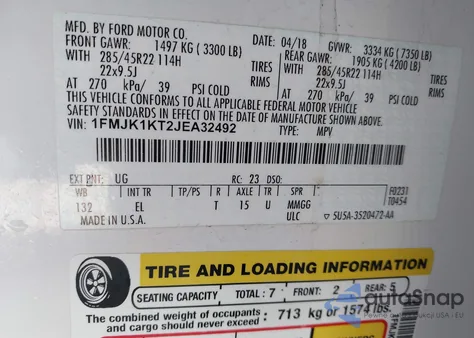 MFD. BY FORD MOTOR CO.
DATE: 04/18 GVWR: 3334 KG (7350 LB)
FRONT GAWR: 1497 KG (3300 LB) REAR GAWR: 1905 KG (4200 LB)
WITH 285/45R22 114H TIRES WITH 285/45R22 114H TIRES
22x9.5J RIMS 22x9.5J RIMS
AT 270 kPa/ 39 PSI COLD AT 270 kPa/ 39 PSI COLD
THIS VEHICLE CONFORMS TO ALL APPLICABLE FEDERAL MOTOR VEHICLE
SAFETY STANDARDS IN EFFECT ON THE DATE OF MANUFACTURE SHOWN ABOVE.
VIN: 1FMJK1KT2JEA32492 TYPE: MPV
EXT PNT: UG RC: 23 DSO: F0231
WB INT TR TP/PS R AXLE TR SPR T0454
132 EL T 15 U MMGG
MADE IN U.S.A. ULC 5U5A-3520472-AA
TIRE AND LOADING INFORMATION
SEATING CAPACITY TOTAL: 7 FRONT: 2 REAR: 5
The combined weight of occupants and cargo should never exceed: 713 kg or 1574 lbs.
autoSnap